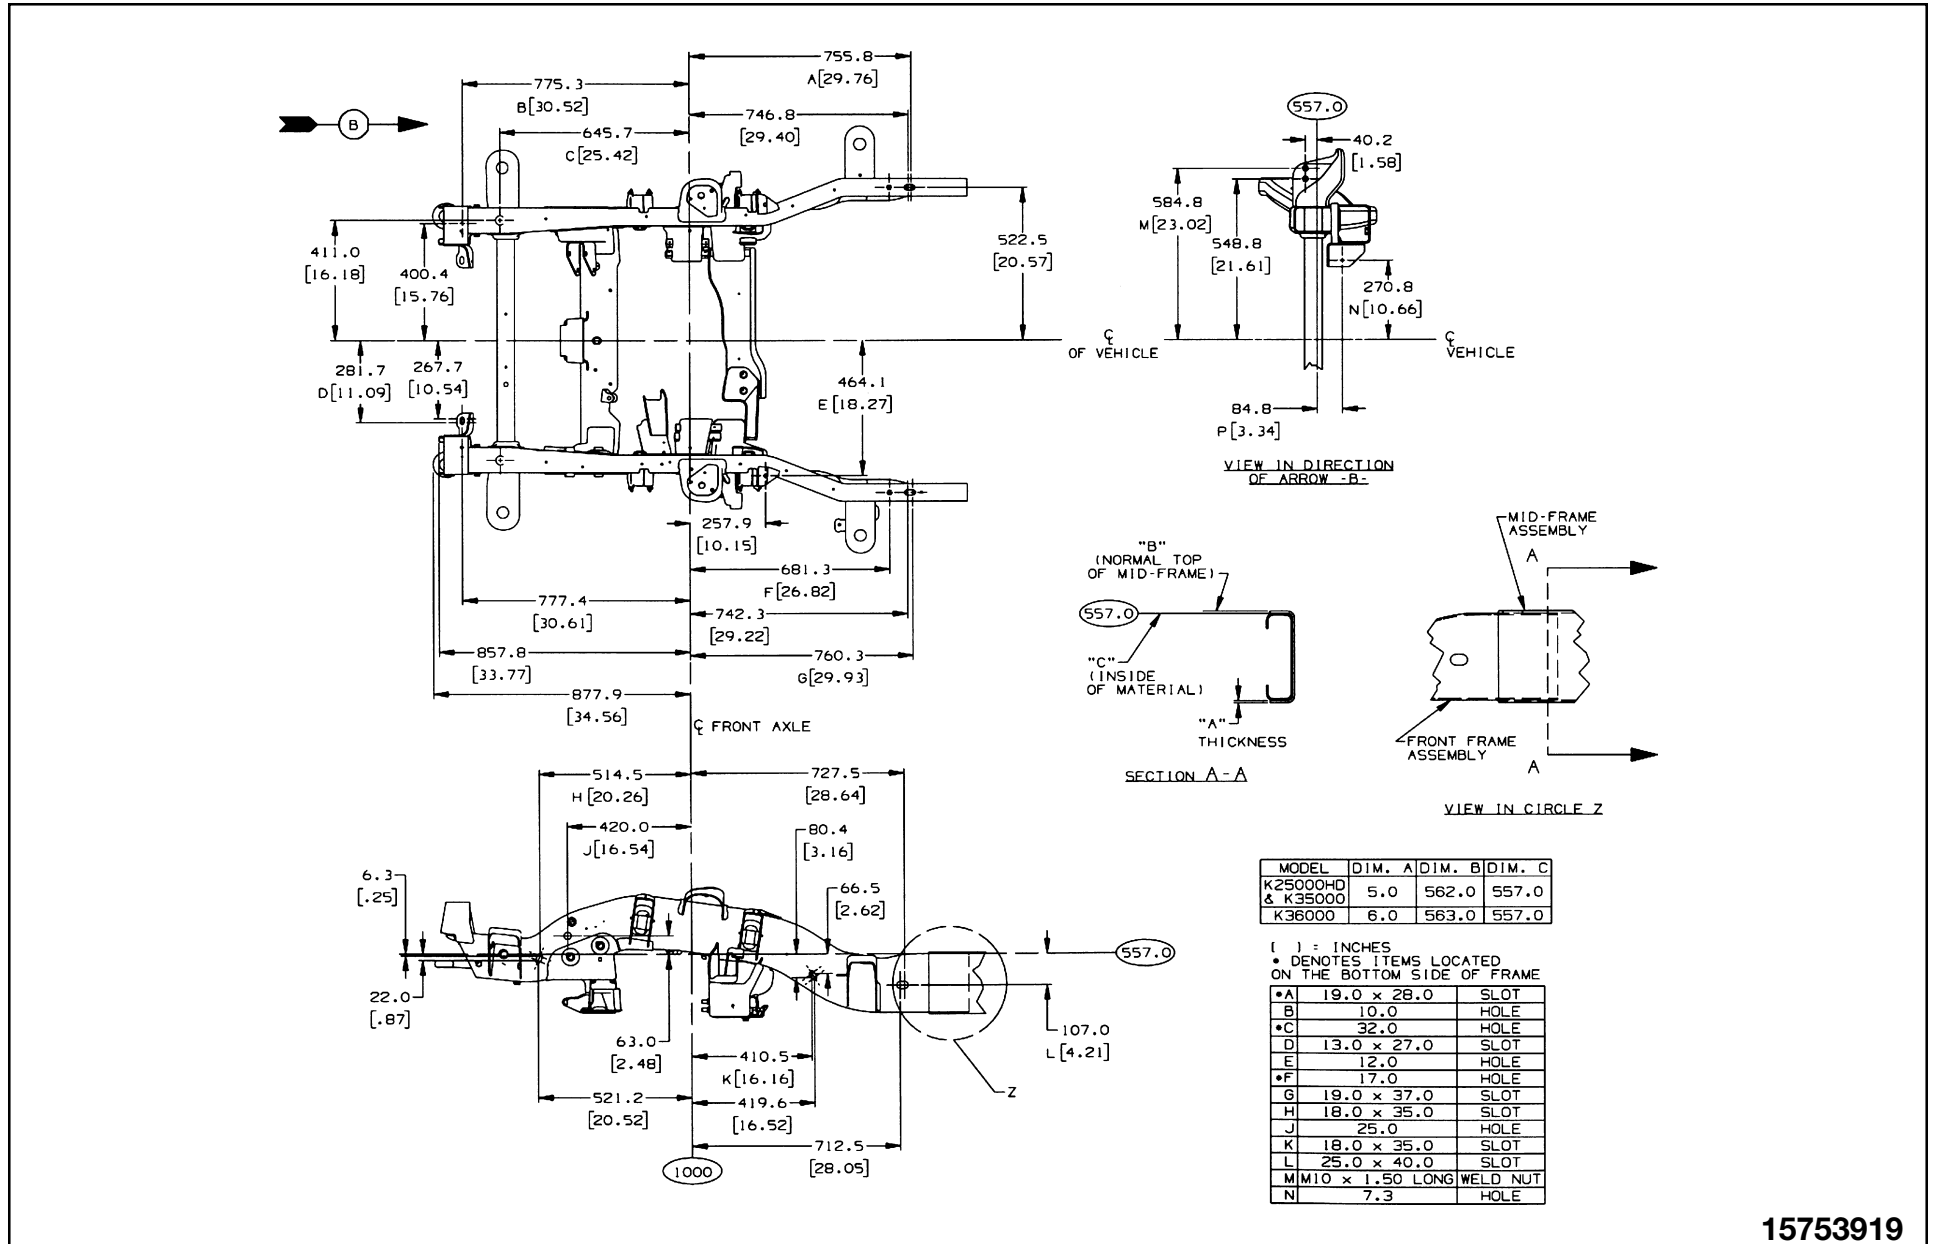 755.8
A[29.76]
775.3
B[30.52]
746.8
[29.40]
B
645.7
C[25.42]
411.0
[16.18]
400.4
[15.76]
522.5
[20.57]
281.7
D[11.09]
267.7
[10.54]
464.1
E[18.27]
℄
OF VEHICLE
257.9
[10.15]
681.3
F[26.82]
777.4
[30.61]
742.3
[29.22]
857.8
[33.77]
760.3
G[29.93]
877.9
[34.56]
℄ FRONT AXLE
557.0
40.2
[1.58]
584.8
M[23.02]
548.8
[21.61]
270.8
N[10.66]
℄
VEHICLE
84.8
P[3.34]
VIEW IN DIRECTION
OF ARROW -B-
"B"
(NORMAL TOP
OF MID-FRAME)
557.0
"C"
(INSIDE
OF MATERIAL)
"A"
THICKNESS
SECTION A-A
MID-FRAME
ASSEMBLY
A
FRONT FRAME
ASSEMBLY
A
VIEW IN CIRCLE Z
514.5
H[20.26]
727.5
[28.64]
420.0
J[16.54]
80.4
[3.16]
6.3
[.25]
66.5
[2.62]
557.0
22.0
[.87]
63.0
[2.48]
410.5
K[16.16]
107.0
L[4.21]
521.2
[20.52]
419.6
[16.52]
Z
712.5
[28.05]
1000
MODEL DIM. A DIM. B DIM. C
K25000HD
& K35000 5.0 562.0 557.0
K36000 6.0 563.0 557.0
[ ] = INCHES
• DENOTES ITEMS LOCATED
ON THE BOTTOM SIDE OF FRAME
•A 19.0 x 28.0 SLOT
B 10.0 HOLE
•C 32.0 HOLE
D 13.0 x 27.0 SLOT
E 12.0 HOLE
•F 17.0 HOLE
G 19.0 x 37.0 SLOT
H 18.0 x 35.0 SLOT
J 25.0 HOLE
K 18.0 x 35.0 SLOT
L 25.0 x 40.0 SLOT
M M10 x 1.50 LONG WELD NUT
N 7.3 HOLE
15753919